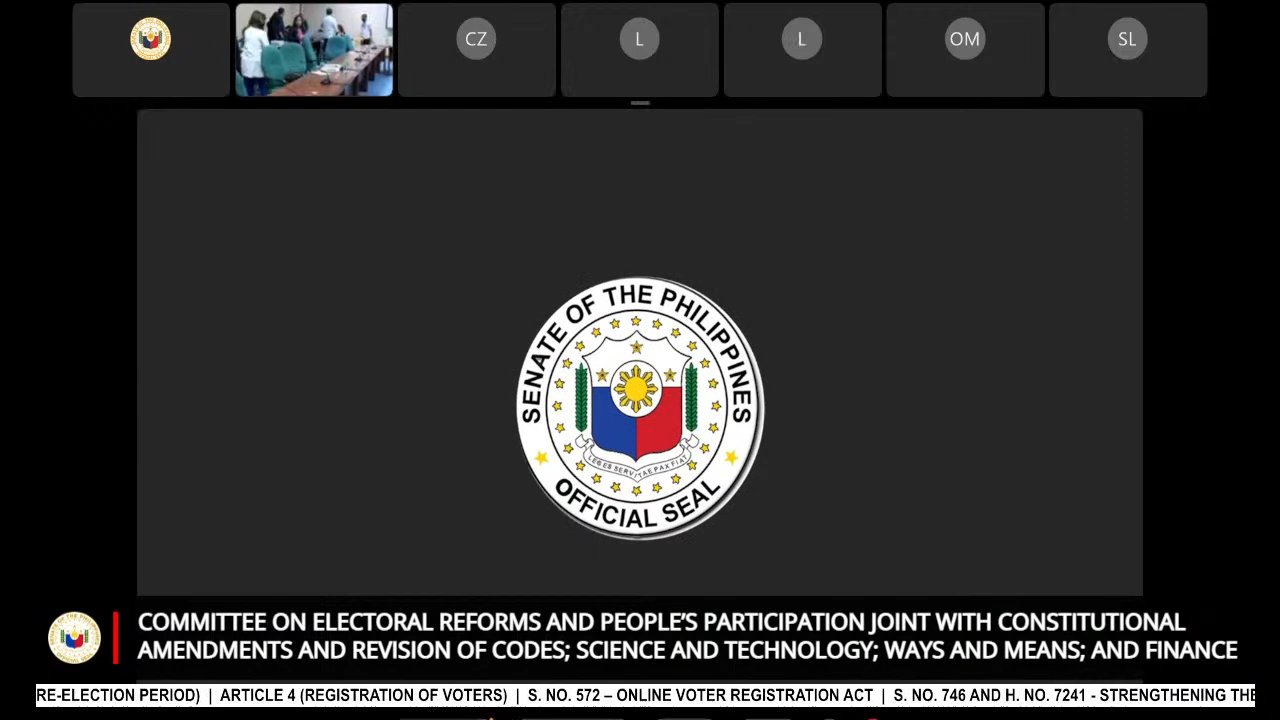 CZ
L
L
OM
SL
SENATE OF THE PHILIPPINES
OFFICIAL SEAL
COMMITTEE ON ELECTORAL REFORMS AND PEOPLE'S PARTICIPATION JOINT WITH CONSTITUTIONAL
AMENDMENTS AND REVISION OF CODES; SCIENCE AND TECHNOLOGY; WAYS AND MEANS; AND FINANCE
RE-ELECTION PERIOD) | ARTICLE 4 (REGISTRATION OF VOTERS) | S. NO. 572 – ONLINE VOTER REGISTRATION ACT | S. NO. 746 AND H. NO. 7241 - STRENGTHENING THE